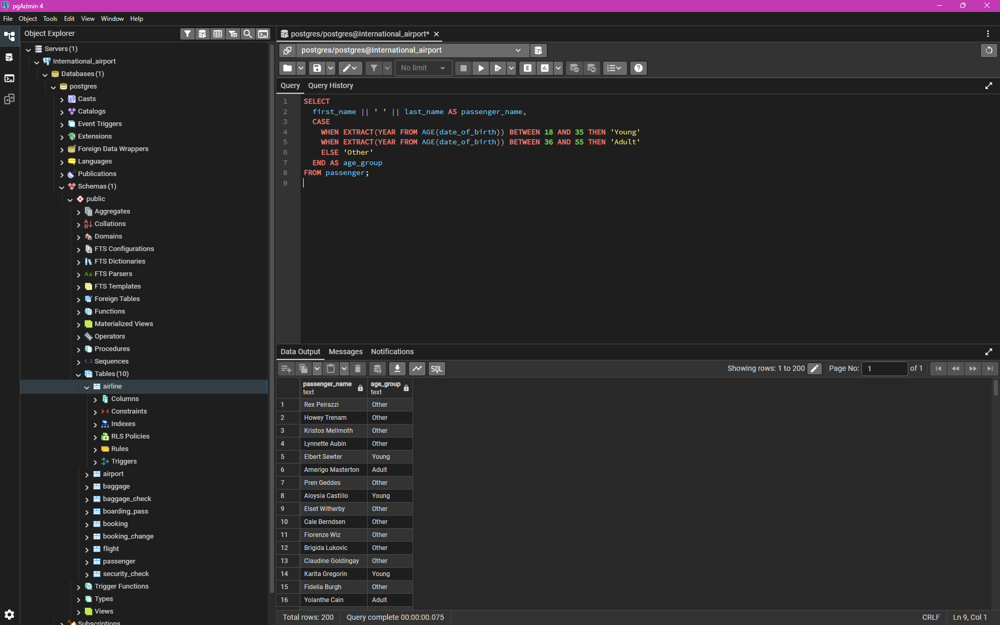 pgAdmin 4
File Object Tools Edit View Window Help
Object Explorer
Servers (1)
International_airport
Databases (1)
postgres
Casts
Catalogs
Event Triggers
Extensions
Foreign Data Wrappers
Languages
Publications
Schemas (1)
public
Aggregates
Collations
Domains
FTS Configurations
FTS Dictionaries
Aa FTS Parsers
FTS Templates
Foreign Tables
Functions
Materialized Views
Operators
Procedures
1..3 Sequences
Tables (10)
airline
Columns
Constraints
Indexes
RLS Policies
Rules
Triggers
airport
baggage
baggage_check
boarding_pass
booking
booking_change
flight
passenger
security_check
Trigger Functions
Types
Views
Subscriptions
postgres/postgres@International_airport*
postgres/postgres@International_airport
No limit
E
Query Query History
1 SELECT
2 first_name || ' ' || last_name AS passenger_name,
3 CASE
4 WHEN EXTRACT(YEAR FROM AGE(date_of_birth)) BETWEEN 18 AND 35 THEN 'Young'
5 WHEN EXTRACT(YEAR FROM AGE(date_of_birth)) BETWEEN 36 AND 55 THEN 'Adult'
6 ELSE 'Other'
7 END AS age_group
8 FROM passenger;
9
Data Output Messages Notifications
SQL
Showing rows: 1 to 200
Page No: 1 of 1
passenger_name age_group
text text
1 Rex Peirazzi Other
2 Howey Trenam Other
3 Kristos Mellmoth Other
4 Lynnette Aubin Other
5 Elbert Sewter Young
6 Amerigo Masterton Adult
7 Pren Geddes Other
8 Aloysia Castillo Young
9 Elset Witherby Other
10 Cale Berndsen Other
11 Fiorenze Wiz Other
12 Brigida Lukovic Other
13 Claudine Goldingay Other
14 Karita Gregorin Young
15 Fidelia Burgh Other
16 Yolanthe Cain Adult
Total rows: 200 Query complete 00:00:00.075
CRLF Ln 9, Col 1